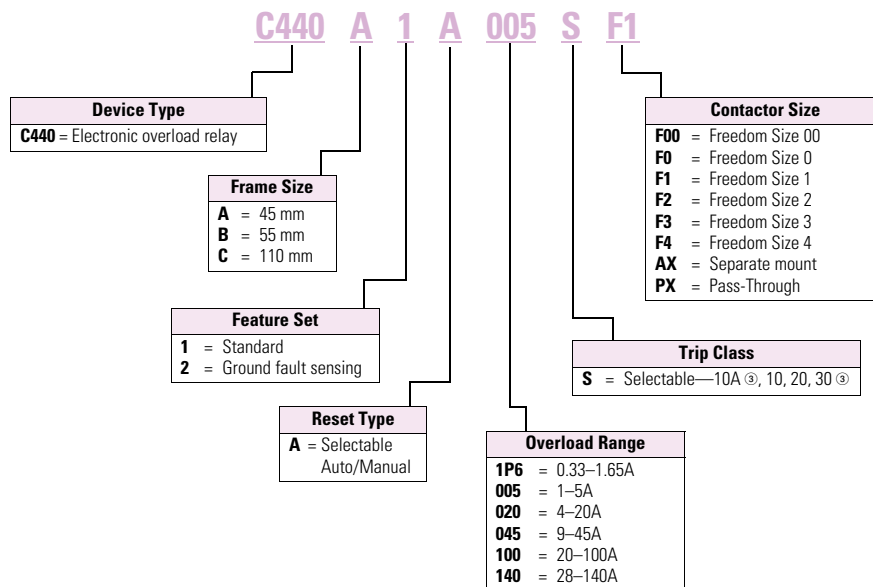 C440 A 1 A 005 S F1
Device Type
C440 = Electronic overload relay
Frame Size
A = 45 mm
B = 55 mm
C = 110 mm
Feature Set
1 = Standard
2 = Ground fault sensing
Reset Type
A = Selectable
Auto/Manual
Overload Range
1P6 = 0.33–1.65A
005 = 1–5A
020 = 4–20A
045 = 9–45A
100 = 20–100A
140 = 28–140A
Trip Class
S = Selectable—10A ③, 10, 20, 30 ③
Contactor Size
F00 = Freedom Size 00
F0 = Freedom Size 0
F1 = Freedom Size 1
F2 = Freedom Size 2
F3 = Freedom Size 3
F4 = Freedom Size 4
AX = Separate mount
PX = Pass-Through